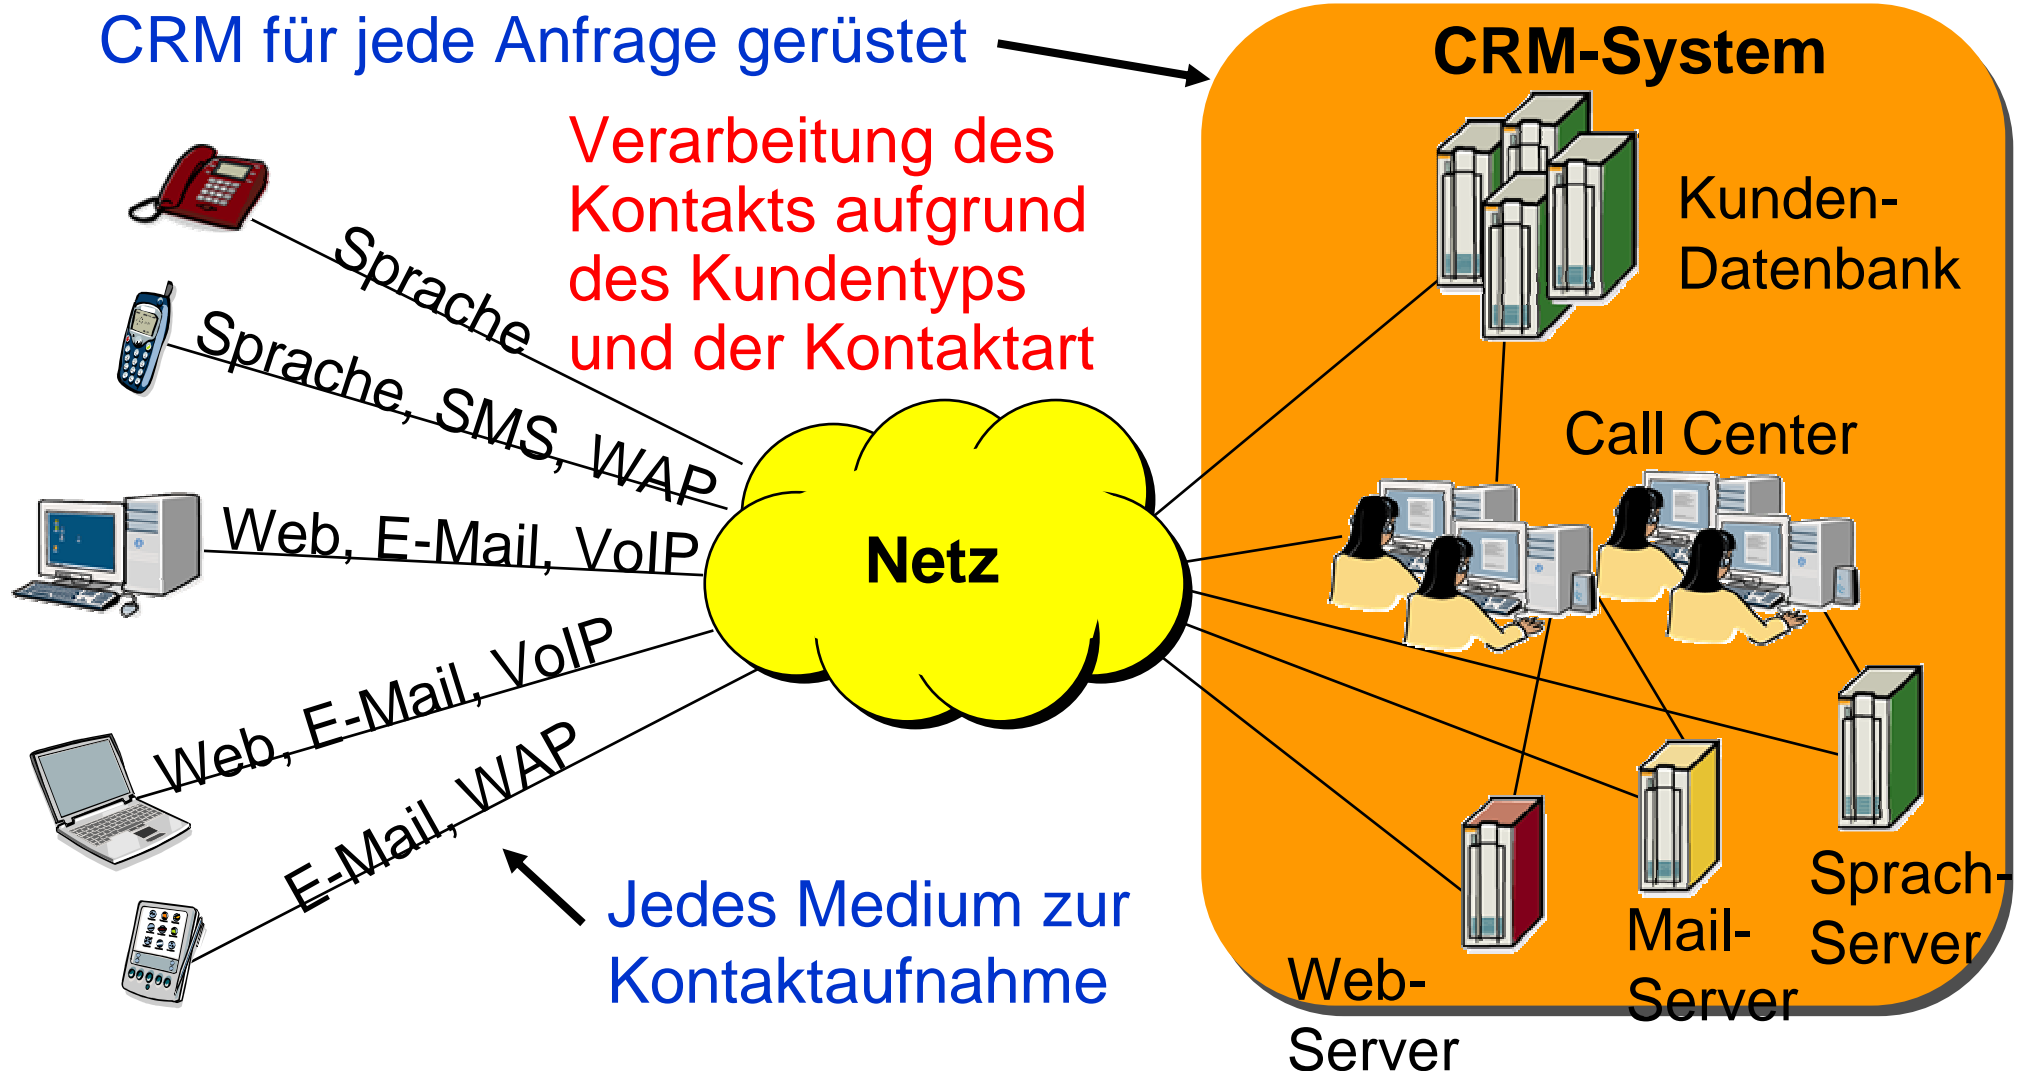 CRM für jede Anfrage gerüstet
CRM-System
Verarbeitung des
Kontakts aufgrund
des Kundentyps
und der Kontaktart
Kunden-
Datenbank
Sprache
Sprache, SMS, WAP
Call Center
Web, E-Mail, VoIP
Netz
Web, E-Mail, VoIP
E-Mail, WAP
Jedes Medium zur
Kontaktaufnahme
Sprach-
Server
Mail-
Server
Web-
Server